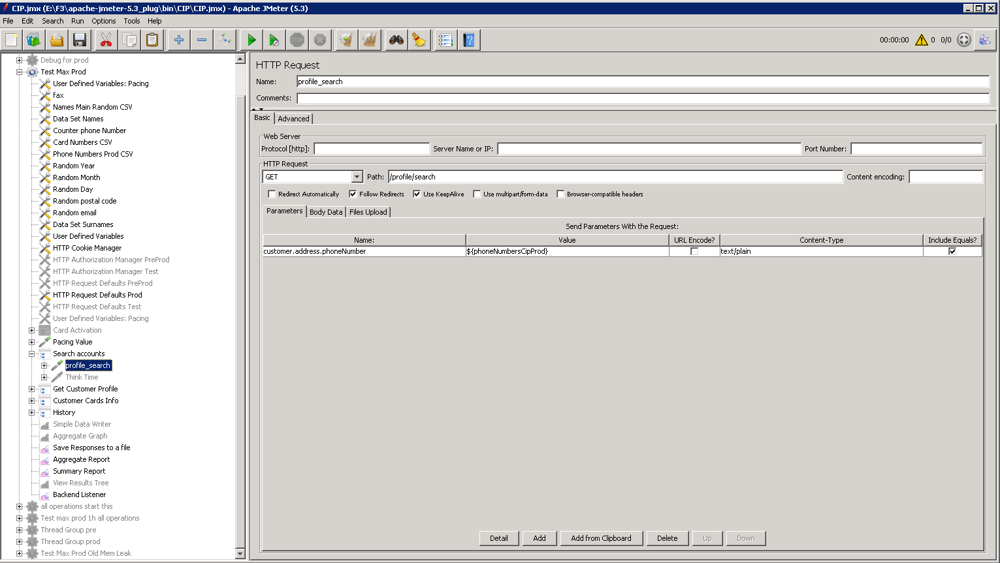 CIP.jmx (E:\F3\apache-jmeter-5.3_plug\bin\CIP\CIP.jmx) - Apache JMeter (5.3)
File Edit Search Run Options Tools Help
STOP
00:00:00 0 0/0
Debug for prod
Test Max Prod
User Defined Variables: Pacing
fax
Names Main Random CSV
Data Set Names
Counter phone Number
Card Numbers CSV
Phone Numbers Prod CSV
Random Year
Random Month
Random Day
Random postal code
Random email
Data Set Surnames
User Defined Variables
HTTP Cookie Manager
HTTP Authorization Manager PreProd
HTTP Authorization Manager Test
HTTP Request Defaults PreProd
HTTP Request Defaults Prod
HTTP Request Defaults Test
User Defined Variables: Pacing
Card Activation
Pacing Value
Search accounts
profile_search
Think Time
Get Customer Profile
Customer Cards Info
History
Simple Data Writer
Aggregate Graph
Save Responses to a file
Aggregate Report
Summary Report
View Results Tree
Backend Listener
all operations start this
Test max prod 1h all operations
Thread Group pre
Thread Group prod
Test Max Prod Old Mem Leak
HTTP Request
Name: profile_search
Comments:
Basic Advanced
Web Server
Protocol [http]: Server Name or IP: Port Number:
HTTP Request
GET Path: /profile/search Content encoding:
Redirect Automatically Follow Redirects Use KeepAlive Use multipart/form-data Browser-compatible headers
Parameters Body Data Files Upload
Send Parameters With the Request:
Name: Value URL Encode? Content-Type Include Equals?
customer.address.phoneNumber ${phoneNumbersCipProd} text/plain
Detail Add Add from Clipboard Delete Up Down